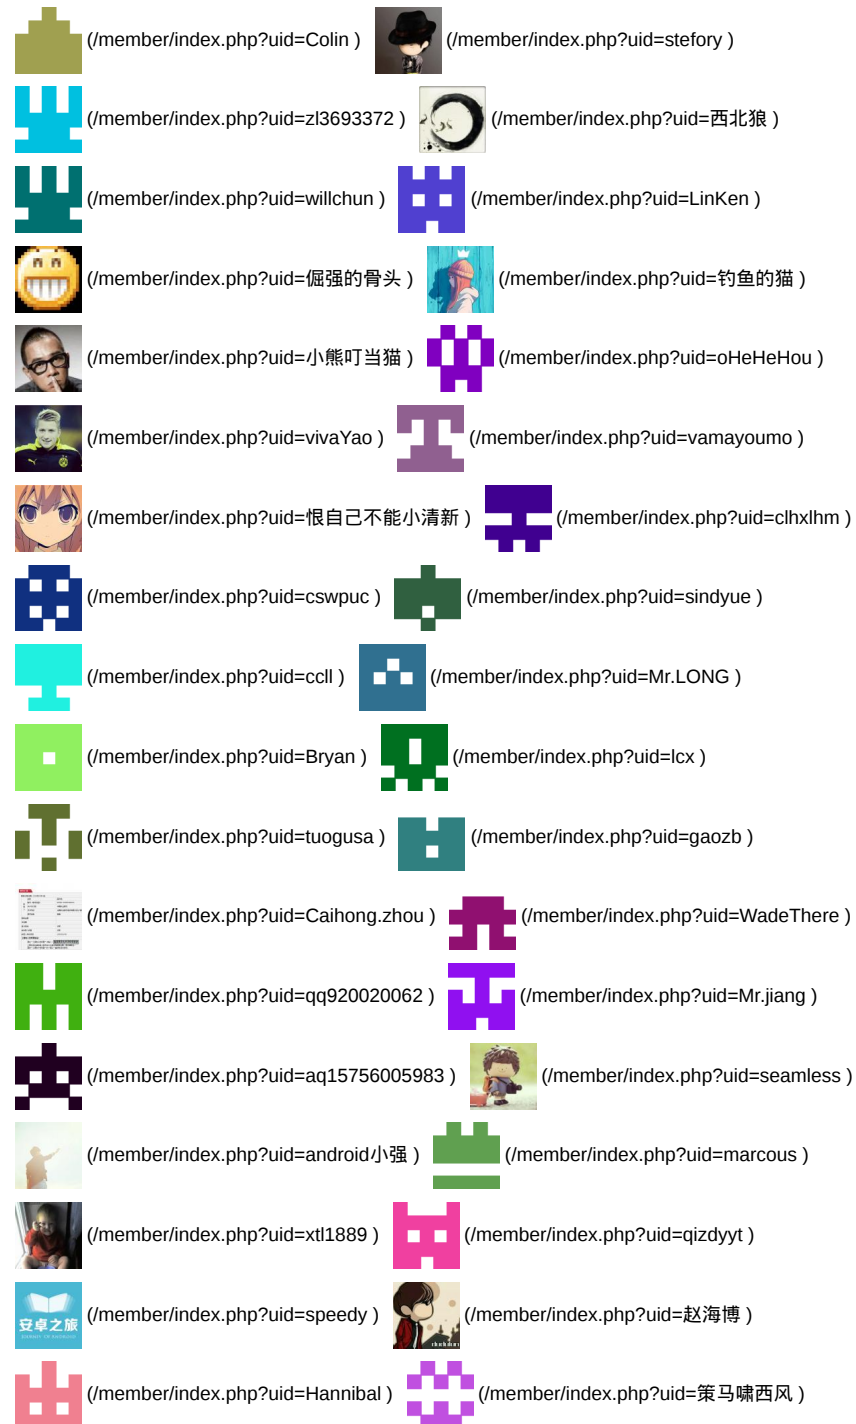 (/member/index.php?uid=Colin ) (/member/index.php?uid=stefory )
(/member/index.php?uid=zl3693372 ) (/member/index.php?uid=西北狼 )
(/member/index.php?uid=willchun ) (/member/index.php?uid=LinKen )
(/member/index.php?uid=倔强的骨头 ) (/member/index.php?uid=钓鱼的猫 )
(/member/index.php?uid=小熊叮当猫 ) (/member/index.php?uid=oHeHeHou )
(/member/index.php?uid=vivaYao ) (/member/index.php?uid=vamayoumo )
(/member/index.php?uid=恨自己不能小清新 ) (/member/index.php?uid=clhxlhm )
(/member/index.php?uid=cswpuc ) (/member/index.php?uid=sindyue )
(/member/index.php?uid=ccll ) (/member/index.php?uid=Mr.LONG )
(/member/index.php?uid=Bryan ) (/member/index.php?uid=lcx )
(/member/index.php?uid=tuogusa ) (/member/index.php?uid=gaozb )
(/member/index.php?uid=Caihong.zhou ) (/member/index.php?uid=WadeThere )
(/member/index.php?uid=qq920020062 ) (/member/index.php?uid=Mr.jiang )
(/member/index.php?uid=aq15756005983 ) (/member/index.php?uid=seamless )
(/member/index.php?uid=android小强 ) (/member/index.php?uid=marcous )
(/member/index.php?uid=xtl1889 ) (/member/index.php?uid=qizdyyt )
安卓之旅 (/member/index.php?uid=speedy ) (/member/index.php?uid=赵海博 )
(/member/index.php?uid=Hannibal ) (/member/index.php?uid=策马啸西风 )